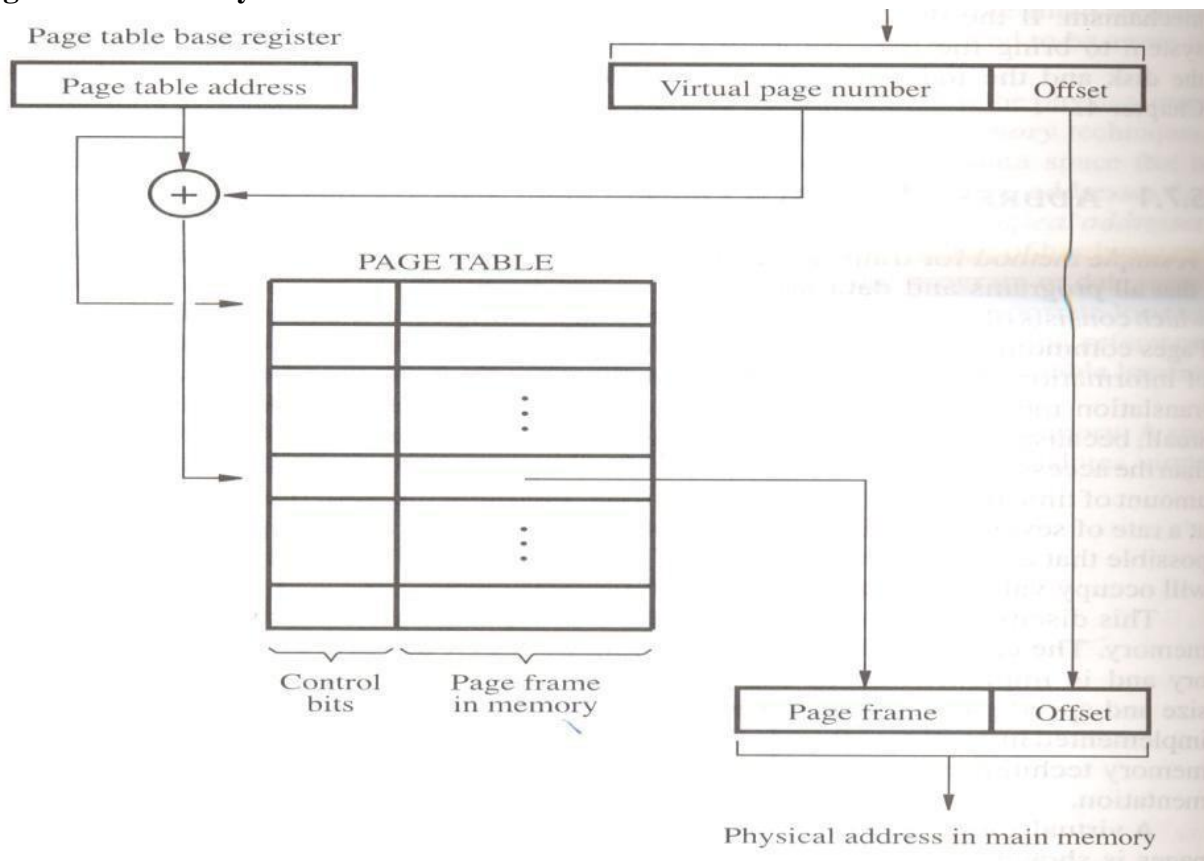 Page table base register
Page table address
Virtual page number
Offset
+
PAGE TABLE
Control
bits
Page frame
in memory
Page frame
Offset
Physical address in main memory